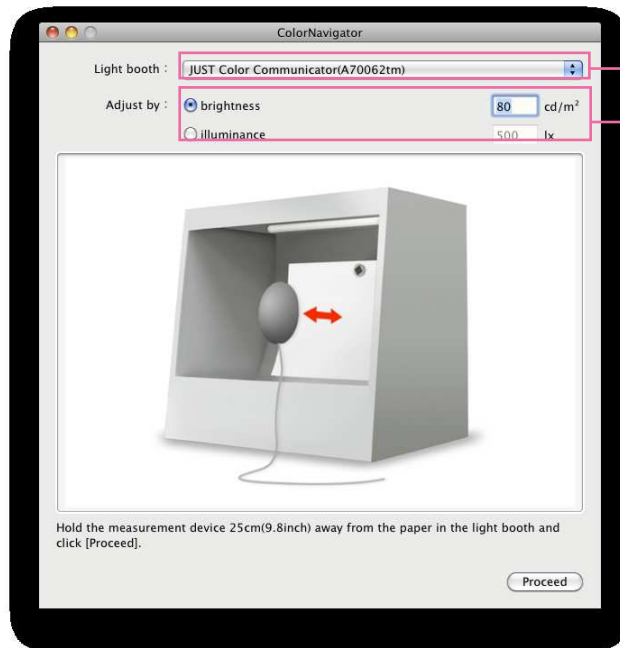 ColorNavigator
Light booth : JUST Color Communicator(A70062tm)
Adjust by : brightness 80 cd/m²
illuminance 500 lx
Hold the measurement device 25cm(9.8inch) away from the paper in the light booth and
click [Proceed].
Proceed